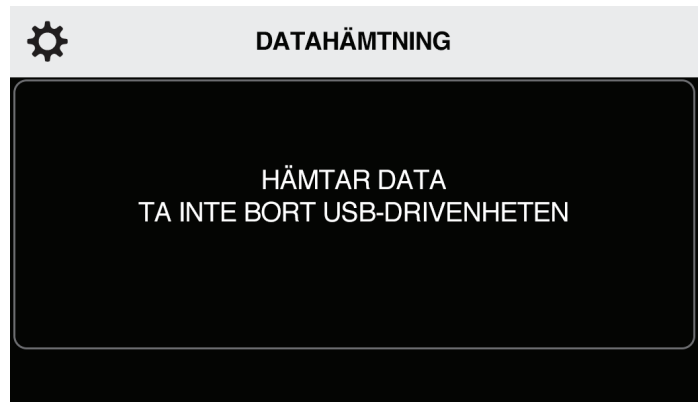 DATAHÄMTNING
HÄMTAR DATA
TA INTE BORT USB-DRIVENHETEN